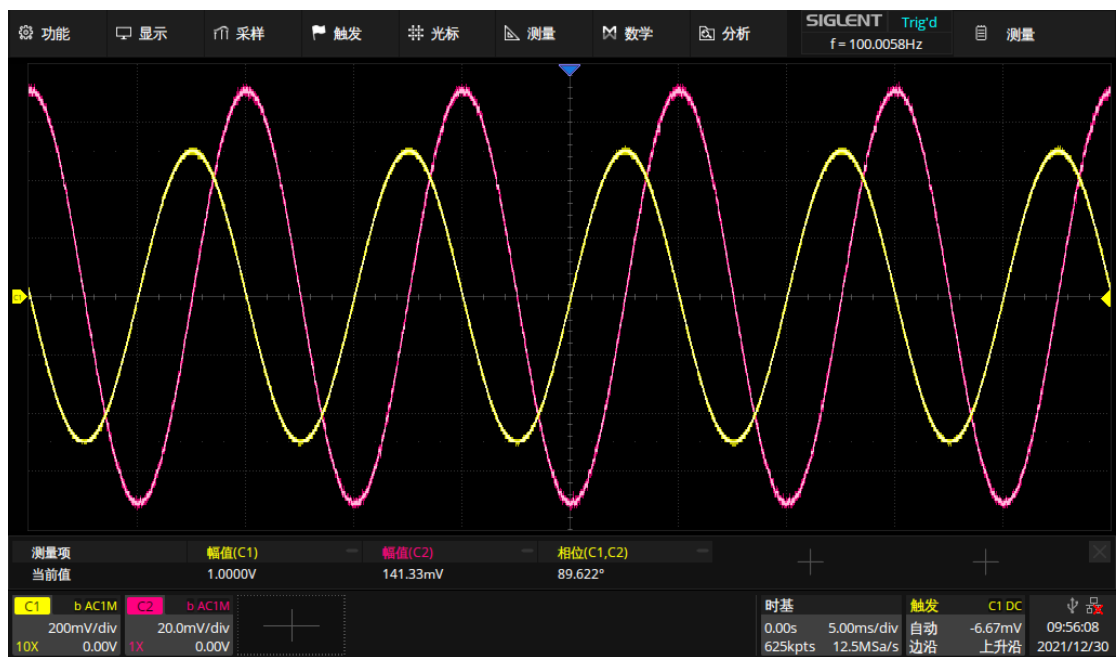 功能 显示 采样 触发 光标 测量 数学 分析 SIGLENT Trig'd 测量
f = 100.0058Hz
C1
测量项 幅值(C1) 幅值(C2) 相位(C1,C2)
当前值 1.0000V 141.33mV 89.622°
C1 b AC1M C2 b AC1M 时基 触发 C1 DC
200mV/div 20.0mV/div 0.00s 5.00ms/div 自动 -6.67mV 09:56:08
10X 0.00V 1X 0.00V 625kpts 12.5MSa/s 边沿 上升沿 2021/12/30